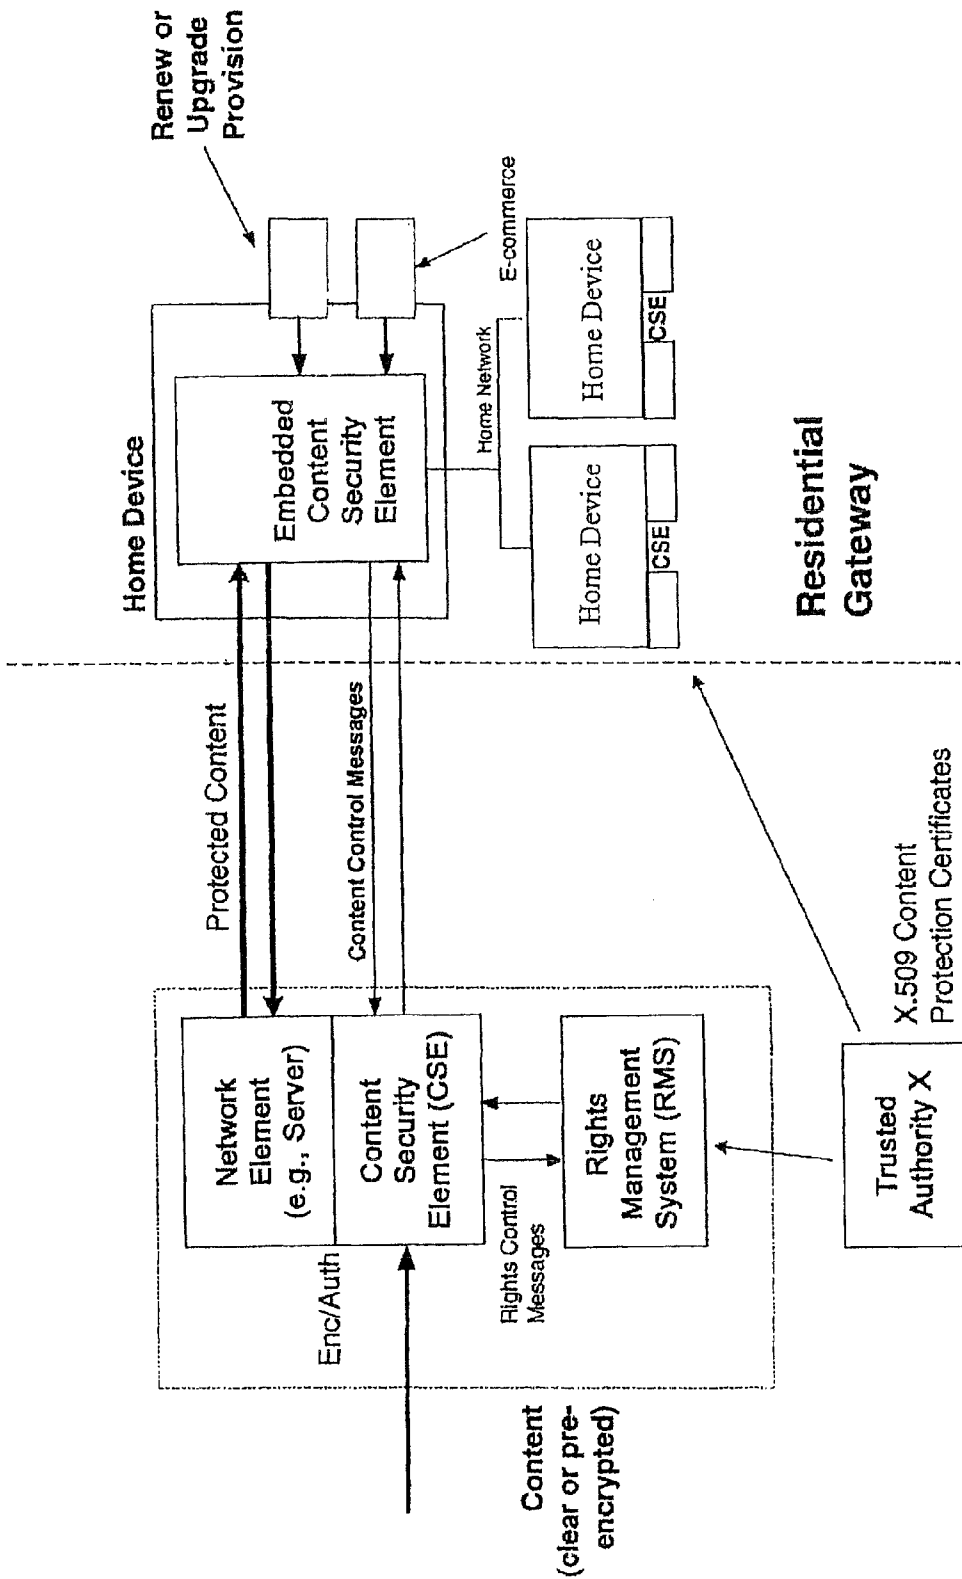 Renew or
Upgrade
Provision
Home Device
Embedded
Content
Security
Element
E-commerce
Home Network
Home Device
CSE
Home Device
CSE
Residential
Gateway
Protected Content
Content Control Messages
Network
Element
(e.g., Server)
Enc/Auth
Content
Security
Element (CSE)
Rights Control
Messages
Rights
Management
System (RMS)
Content
(clear or pre-
encrypted)
Trusted
Authority X
X.509 Content
Protection Certificates